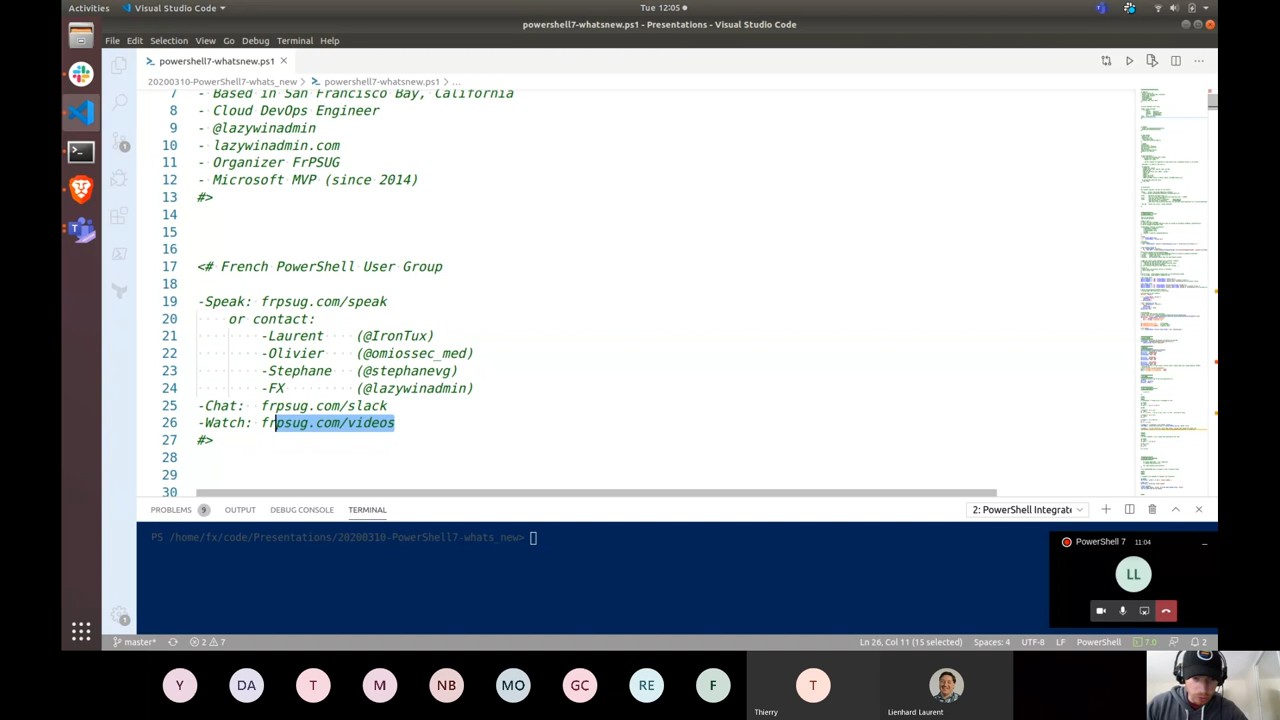 Activities
Visual Studio Code
Tue 12:05
powershell7-whatsnew.ps1 - Presentations - Visual Studio Code
File Edit Selection View Go Debug Terminal Help
powershell7-whatsnew.ps1
20200310-PowerShell7-whats_new > powershell7-whatsnew.ps1 > ...
7 - Based in San Francisco Bay, California
8 - Cloud DevOps Engineer
9 - @lazywinadmin
10 - lazywinadmin.com
11 - Organizer FrPSUG
12 - Microsoft MVP (since 2014)
13 #>
14
15
16
17 <# French PowerShell User Group
18
19 -Speak: frpsug.com/speak
20 or contact:
21
22 -Olivier
23 -Stephane (@stephanevg)
24 -Fx (@lazywinadmin)
25 -Chat: frpsug.com/slack
26 -Watch: frpsug.com/videos
27 #>
28
29
30
PROBLEMS 9 OUTPUT DEBUG CONSOLE TERMINAL
2: PowerShell Integrate
PS /home/fx/code/Presentations/20200310-PowerShell7-whats_new>
PowerShell 7 11:04
LL
master*
2 7
Ln 26, Col 11 (15 selected)
Spaces: 4
UTF-8
LF
PowerShell
7.0
2
Y DA T M NB MO GC RE F T
Thierry
Lienhard Laurent